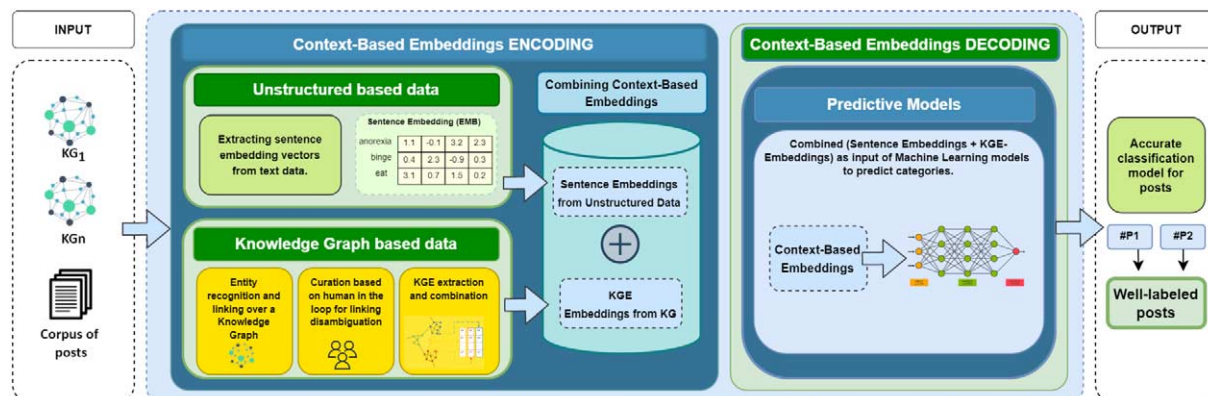 INPUT
KG1
KGn
Corpus of
posts
Context-Based Embeddings ENCODING
Unstructured based data
Extracting sentence
embedding vectors
from text data.
Sentence Embedding (EMB)
anorexia 1.1 -0.1 3.2 2.3
binge 0.4 2.3 -0.9 0.3
eat 3.1 0.7 1.5 0.2
Knowledge Graph based data
Entity
recognition and
linking over a
Knowledge
Graph
Curation based
on human in the
loop for linking
disambiguation
KGE extraction
and combination
Combining Context-Based
Embeddings
Sentence Embeddings
from Unstructured Data
KGE
Embeddings from KG
Context-Based Embeddings DECODING
Predictive Models
Combined (Sentence Embeddings + KGE-
Embeddings) as input of Machine Learning models
to predict categories.
Context-Based
Embeddings
OUTPUT
Accurate
classification
model for
posts
#P1
#P2
Well-labeled
posts